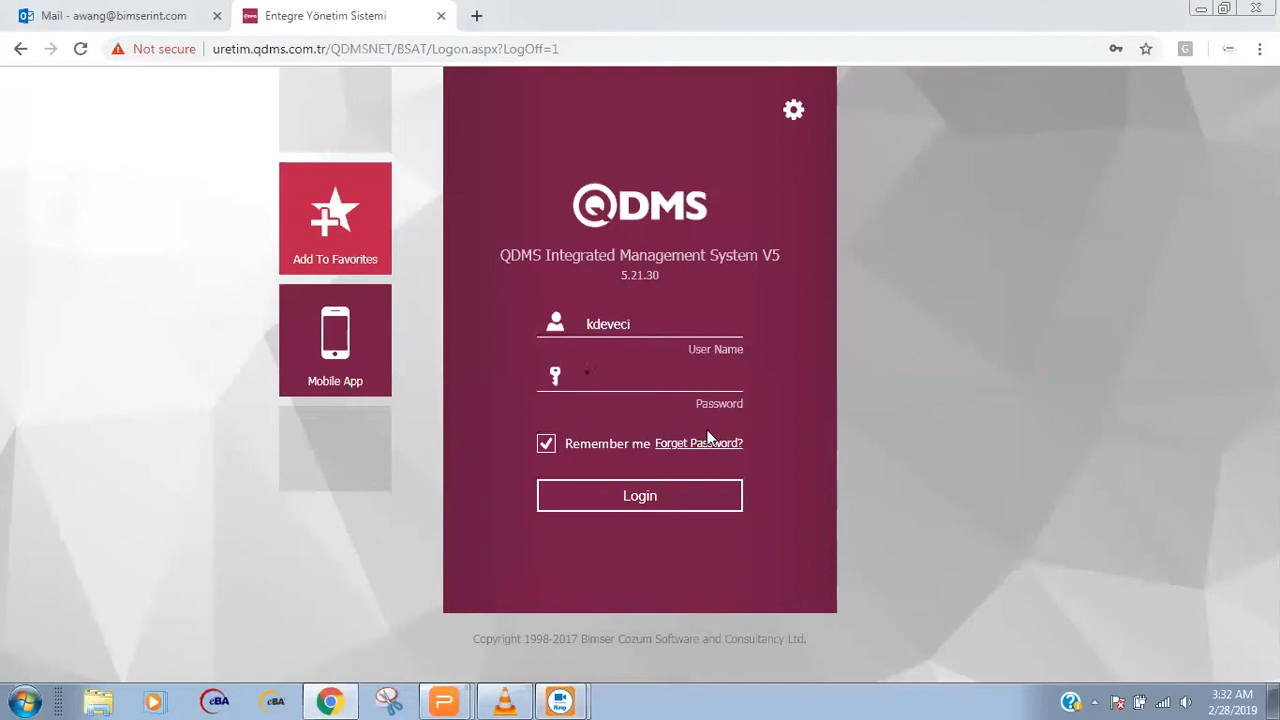 Mail - awang@bimserint.com
Entegre Yönetim Sistemi
Not secure
uretim.qdms.com.tr/QDMSNET/BSAT/Logon.aspx?LogOff=1
G
QDMS
QDMS Integrated Management System V5
5.21.30
Add To Favorites
kdeveci
User Name
Mobile App
Password
Remember me Forget Password?
Login
Copyright 1998-2017 Bimser Cozum Software and Consultancy Ltd.
eBA
eBA
P
Ring
3:32 AM
2/28/2019